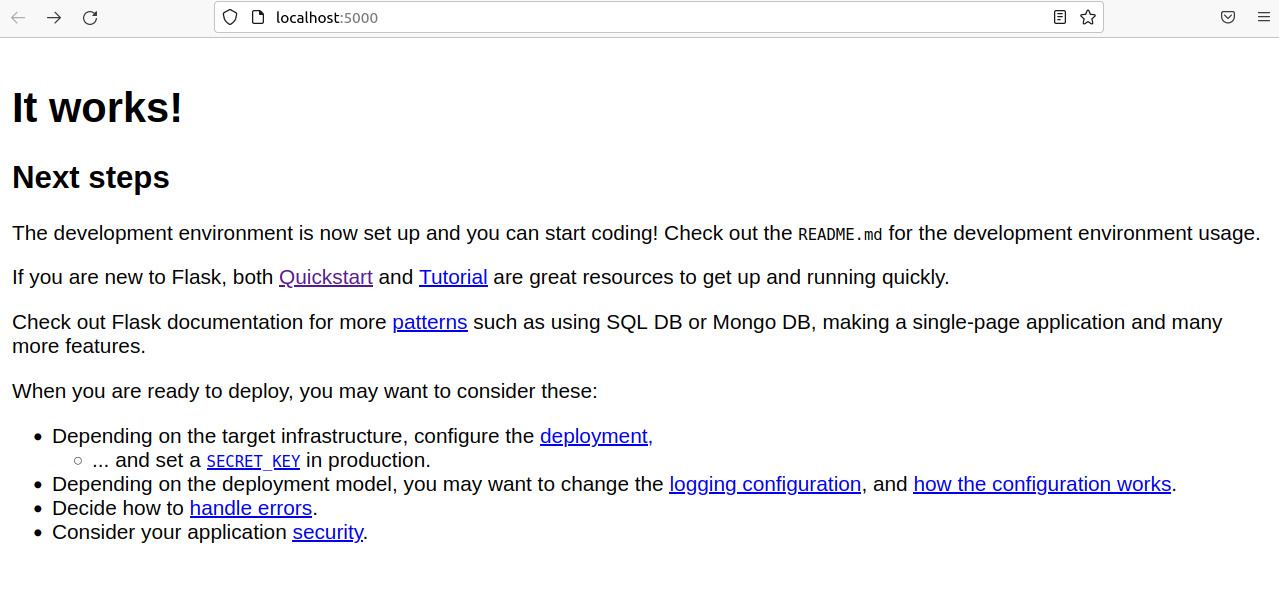 localhost:5000
It works!
Next steps
The development environment is now set up and you can start coding! Check out the README.md for the development environment usage.
If you are new to Flask, both Quickstart and Tutorial are great resources to get up and running quickly.
Check out Flask documentation for more patterns such as using SQL DB or Mongo DB, making a single-page application and many
more features.
When you are ready to deploy, you may want to consider these:
• Depending on the target infrastructure, configure the deployment,
◦ ... and set a SECRET_KEY in production.
• Depending on the deployment model, you may want to change the logging configuration, and how the configuration works.
• Decide how to handle errors.
• Consider your application security.